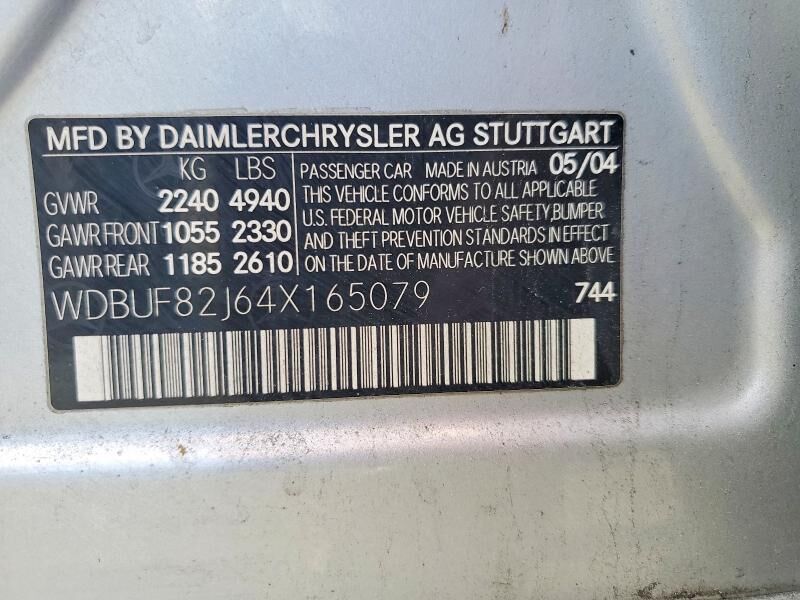 MFD BY DAIMLERCHRYSLER AG STUTTGART
KG LBS
GVWR 2240 4940
GAWR FRONT 1055 2330
GAWR REAR 1185 2610
PASSENGER CAR MADE IN AUSTRIA 05/04
THIS VEHICLE CONFORMS TO ALL APPLICABLE
U.S. FEDERAL MOTOR VEHICLE SAFETY, BUMPER
AND THEFT PREVENTION STANDARDS IN EFFECT
ON THE DATE OF MANUFACTURE SHOWN ABOVE
WDBUF82J64X165079 744